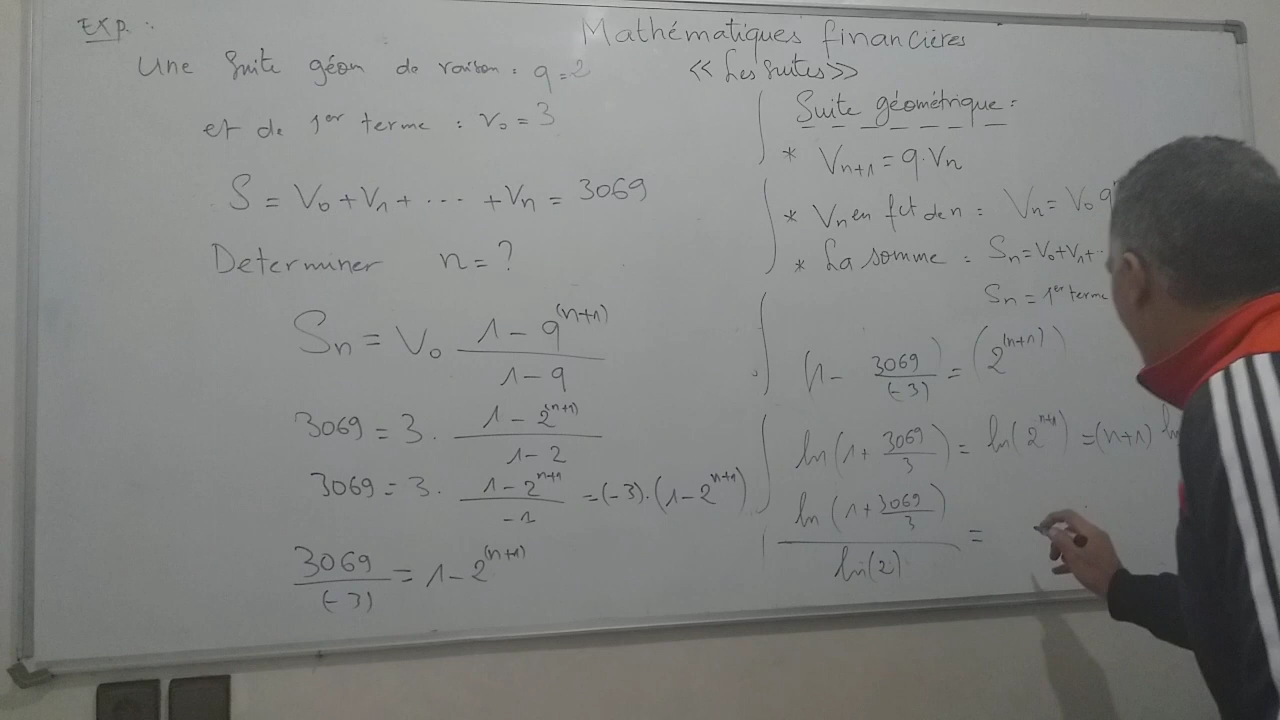 Exp. :
Une Suite géom de raison : q = 2
et de 1er terme : V₀ = 3
S = V₀ + V₁ + ... + Vn = 3069
Determiner n = ?
Sn = V₀ (1 - q^(n+1)) / (1 - q)
3069 = 3 . (1 - 2^(n+1)) / (1 - 2)
3069 = 3 . (1 - 2^n+1) / -1 = (-3) . (1 - 2^n+1)
3069 / (-3) = 1 - 2^(n+1)
Mathématiques financières
<< Les suites >>
Suite géométrique :
* Vn+1 = q . Vn
* Vn en fct de n : Vn = V₀ q
* La somme : Sn = V₀ + V₁ + ..
Sn = 1er terme
1 - 3069 / (-3) = (2^(n+1))
ln(1 + 3069 / 3) = ln(2^n+1) = (n+1) ln
ln(1 + 3069 / 3) / ln(2) =